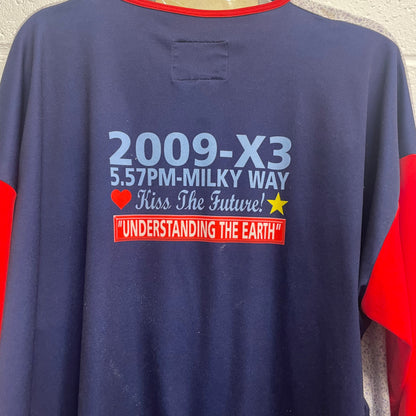 2009-X3
5.57PM-MILKY WAY
Kiss The Future!
"UNDERSTANDING THE EARTH"